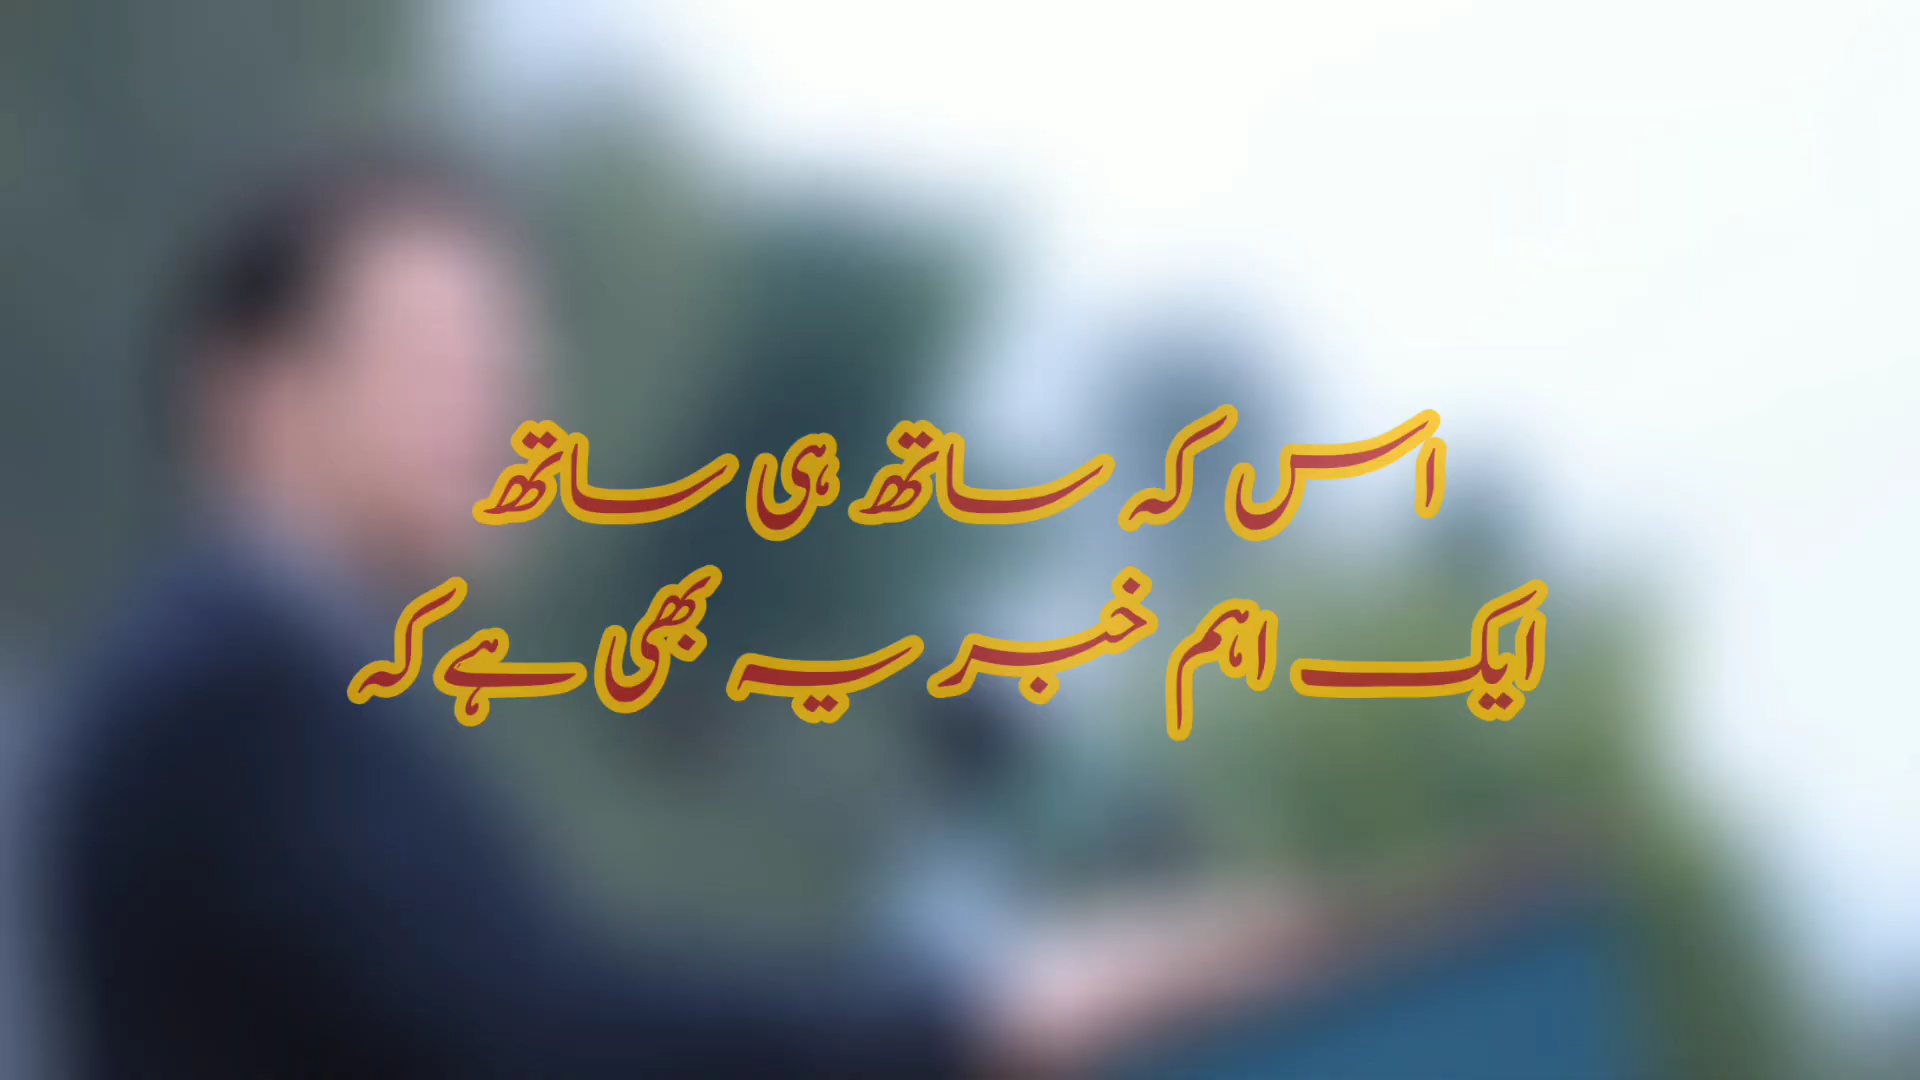 اس کہ ساتھ ہی ساتھ
ایک اہم خبر یہ بھی ہے کہ